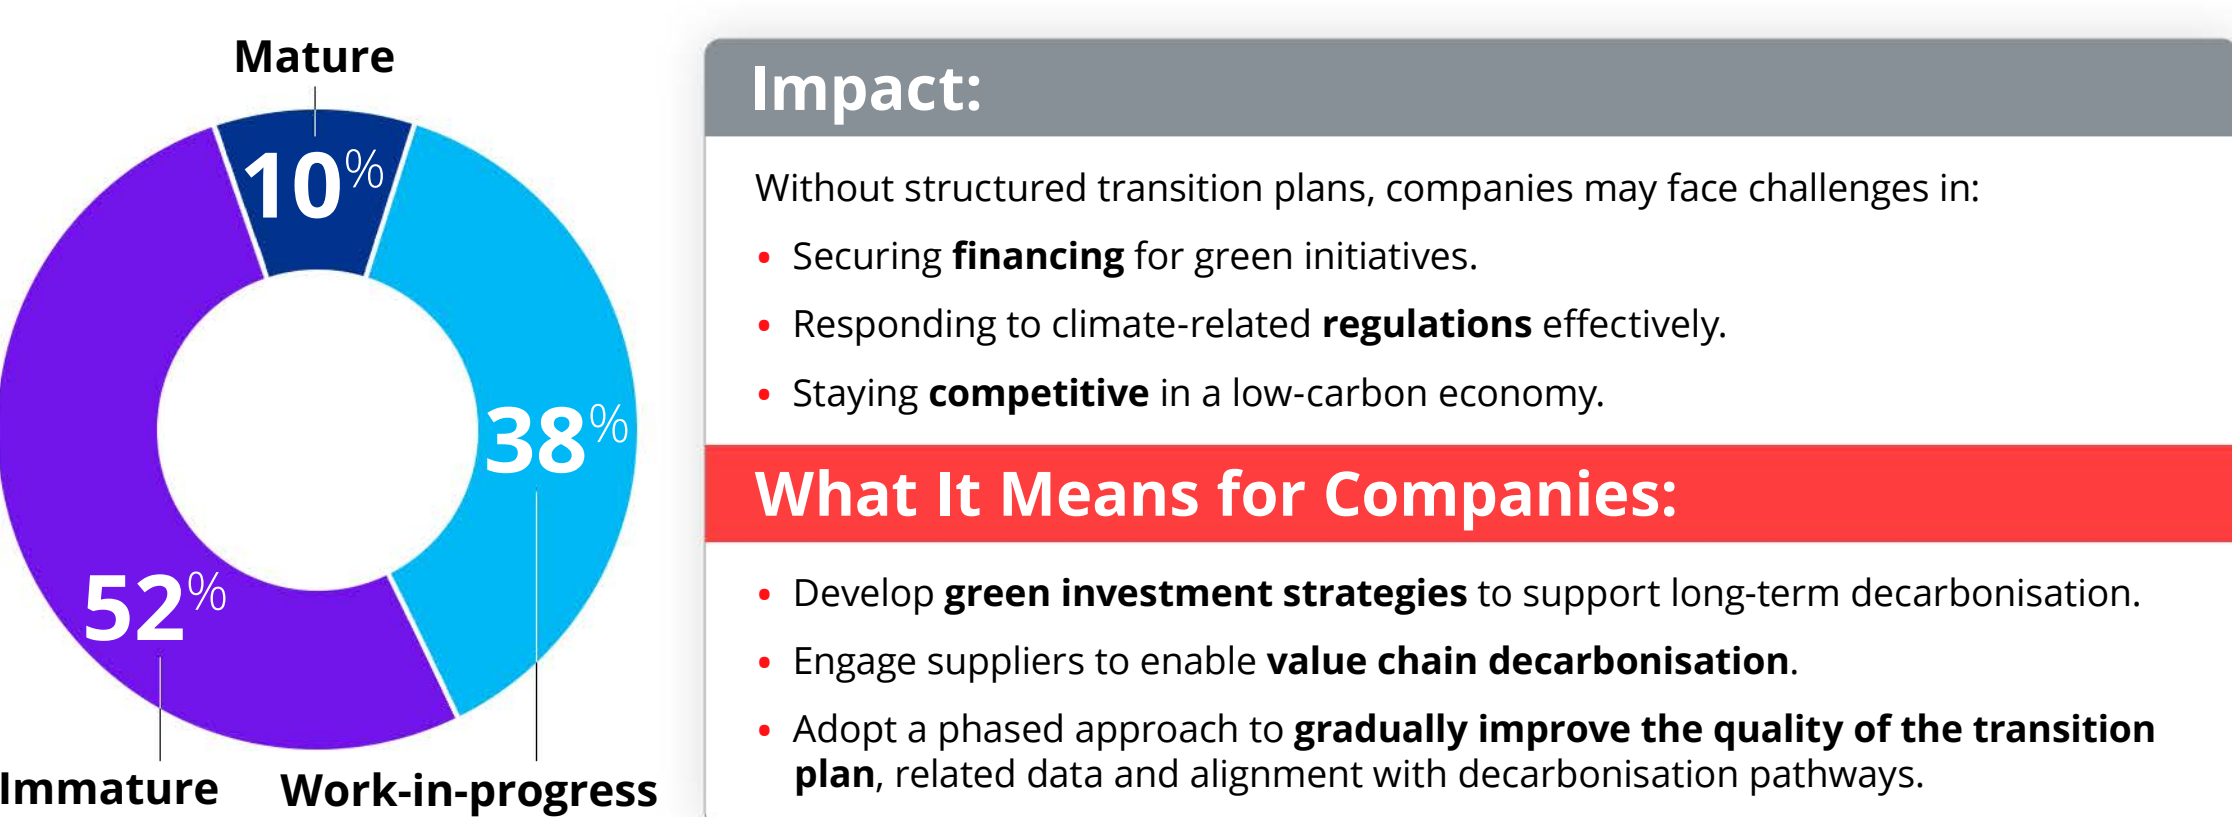 Mature
10%
38%
52%
Immature
Work-in-progress
Impact:
Without structured transition plans, companies may face challenges in:
• Securing financing for green initiatives.
• Responding to climate-related regulations effectively.
• Staying competitive in a low-carbon economy.
What It Means for Companies:
• Develop green investment strategies to support long-term decarbonisation.
• Engage suppliers to enable value chain decarbonisation.
• Adopt a phased approach to gradually improve the quality of the transition
plan, related data and alignment with decarbonisation pathways.